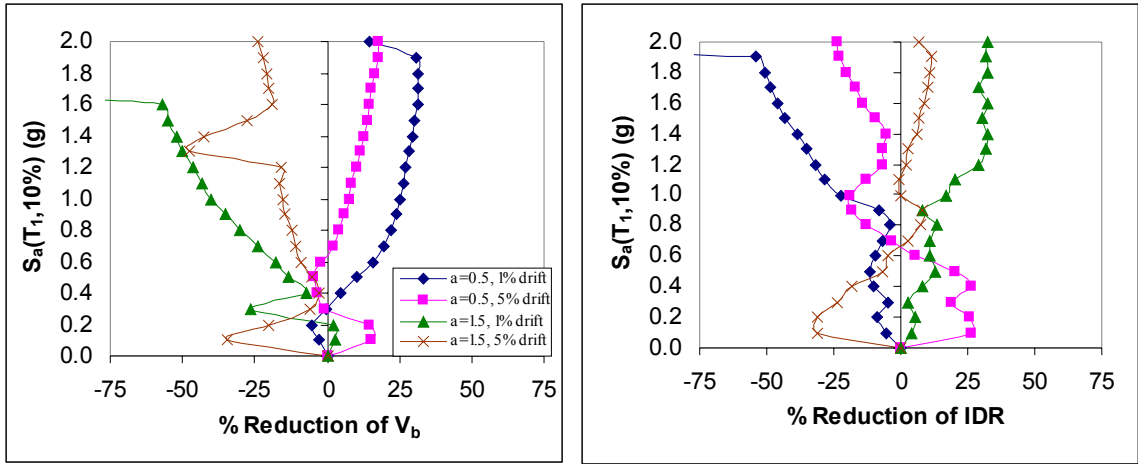 Sa(T1,10%) (g)
2.0
1.8
1.6
1.4
1.2
1.0
0.8
0.6
0.4
0.2
0.0
-75 -50 -25 0 25 50 75
% Reduction of Vb
a=0.5, 1% drift
a=0.5, 5% drift
a=1.5, 1% drift
a=1.5, 5% drift
Sa(T1,10%) (g)
2.0
1.8
1.6
1.4
1.2
1.0
0.8
0.6
0.4
0.2
0.0
-75 -50 -25 0 25 50 75
% Reduction of IDR